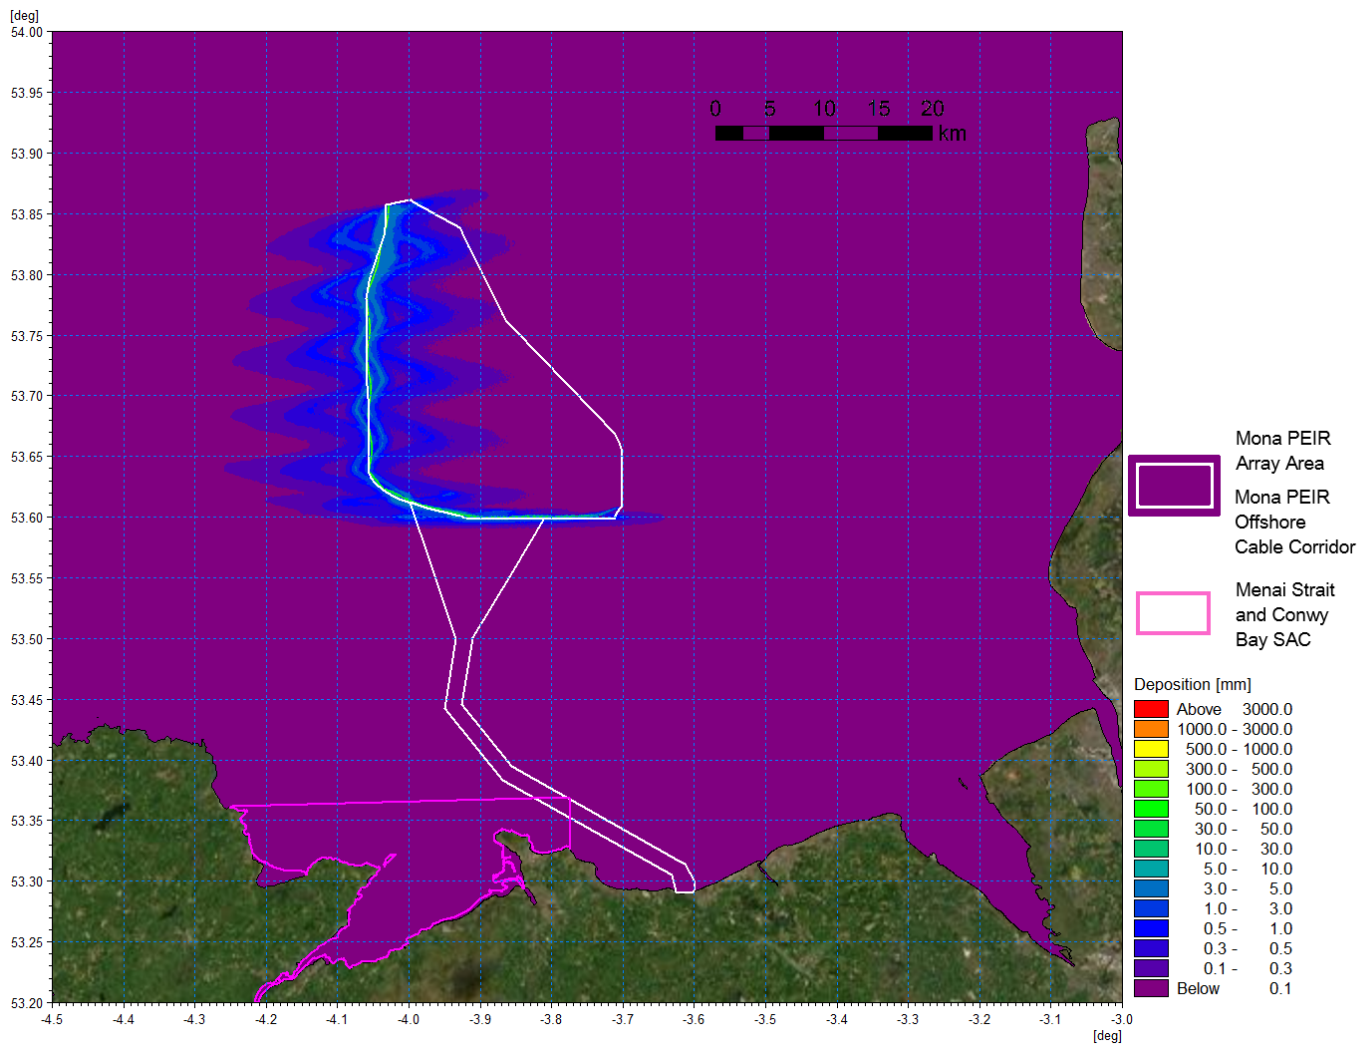 [deg]
54.00
53.95
53.90
53.85
53.80
53.75
53.70
53.65
53.60
53.55
53.50
53.45
53.40
53.35
53.30
53.25
53.20
0 5 10 15 20
km
-4.5 -4.4 -4.3 -4.2 -4.1 -4.0 -3.9 -3.8 -3.7 -3.6 -3.5 -3.4 -3.3 -3.2 -3.1 -3.0
[deg]
Mona PEIR
Array Area
Mona PEIR
Offshore
Cable Corridor
Menai Strait
and Conwy
Bay SAC
Deposition [mm]
Above 3000.0
1000.0 - 3000.0
500.0 - 1000.0
300.0 - 500.0
100.0 - 300.0
50.0 - 100.0
30.0 - 50.0
10.0 - 30.0
5.0 - 10.0
3.0 - 5.0
1.0 - 3.0
0.5 - 1.0
0.3 - 0.5
0.1 - 0.3
Below 0.1